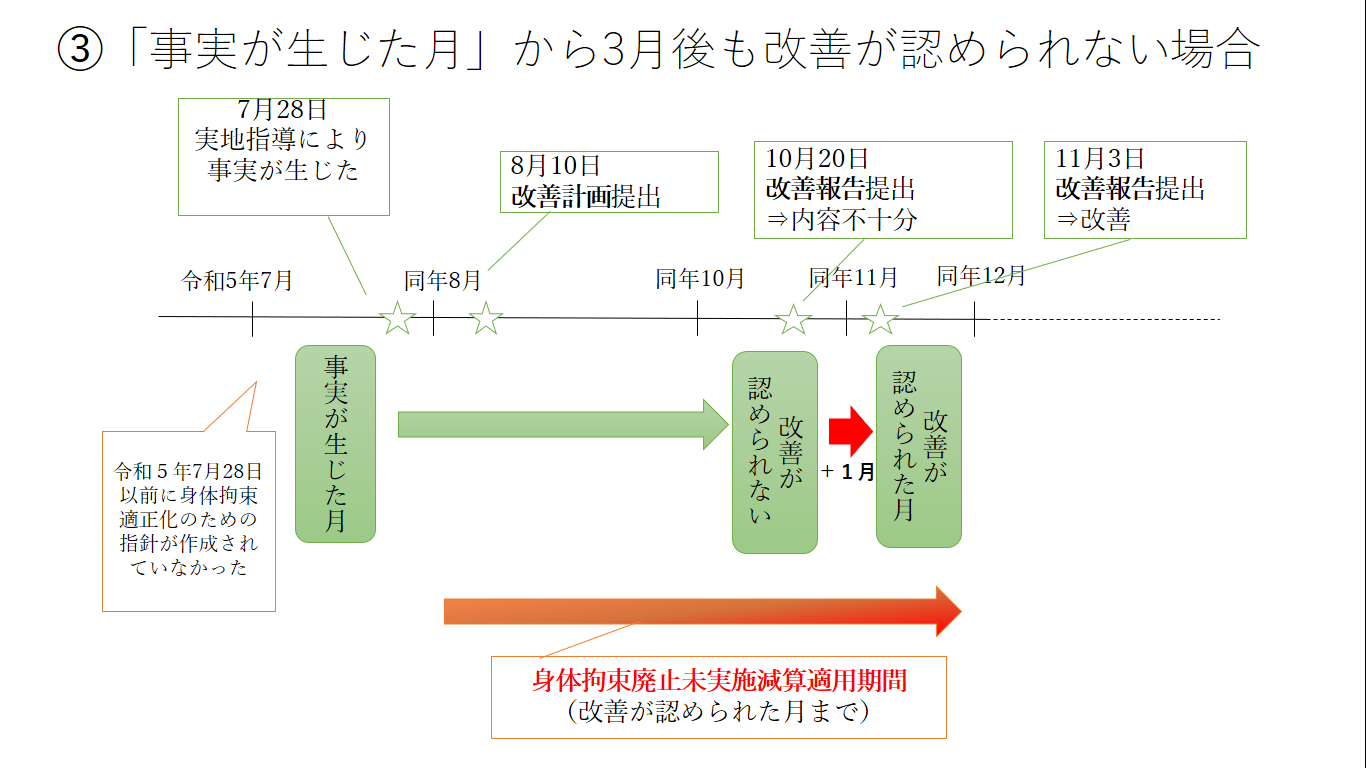 ③「事実が生じた月」から3月後も改善が認められない場合
7月28日
実地指導により
事実が生じた
8月10日
改善計画提出
10月20日
改善報告提出
⇒内容不十分
11月3日
改善報告提出
⇒改善
令和5年7月
同年8月
同年10月
同年11月
同年12月
事実が生じた月
改善が
認められない
+1月
改善が
認められた月
令和５年7月28日
以前に身体拘束
適正化のための
指針が作成され
ていなかった
身体拘束廃止未実施減算適用期間
（改善が認められた月まで）